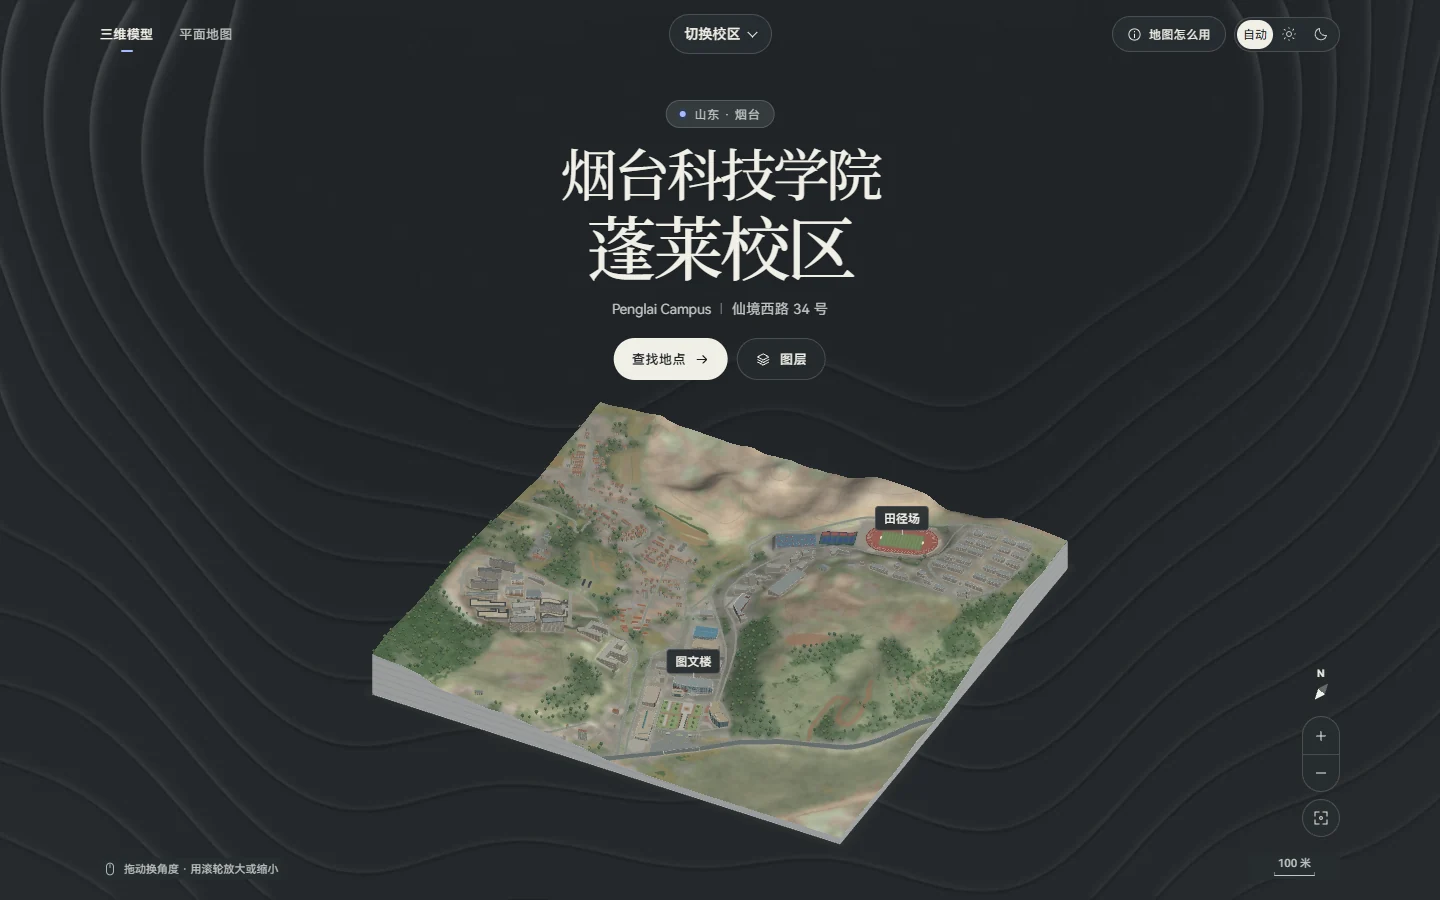 三维模型
平面地图
切换校区
地图怎么用
自动
山东 · 烟台
烟台科技学院
蓬莱校区
Penglai Campus | 仙境西路 34 号
查找地点 →
图层
田径场
图文楼
N
+
−
拖动换角度 · 用滚轮放大或缩小
100 米